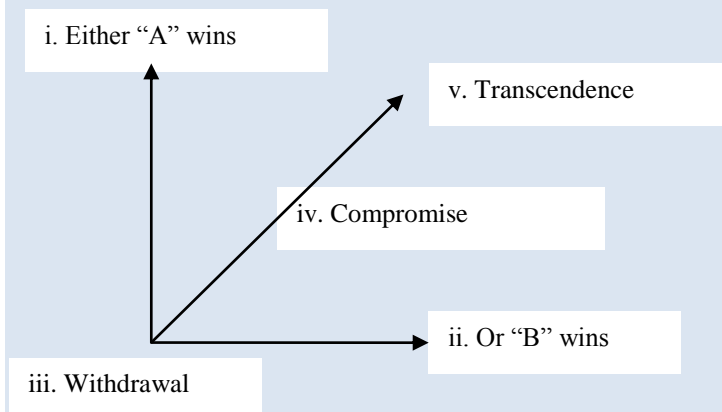 i. Either “A” wins
v. Transcendence
iv. Compromise
ii. Or “B” wins
iii. Withdrawal